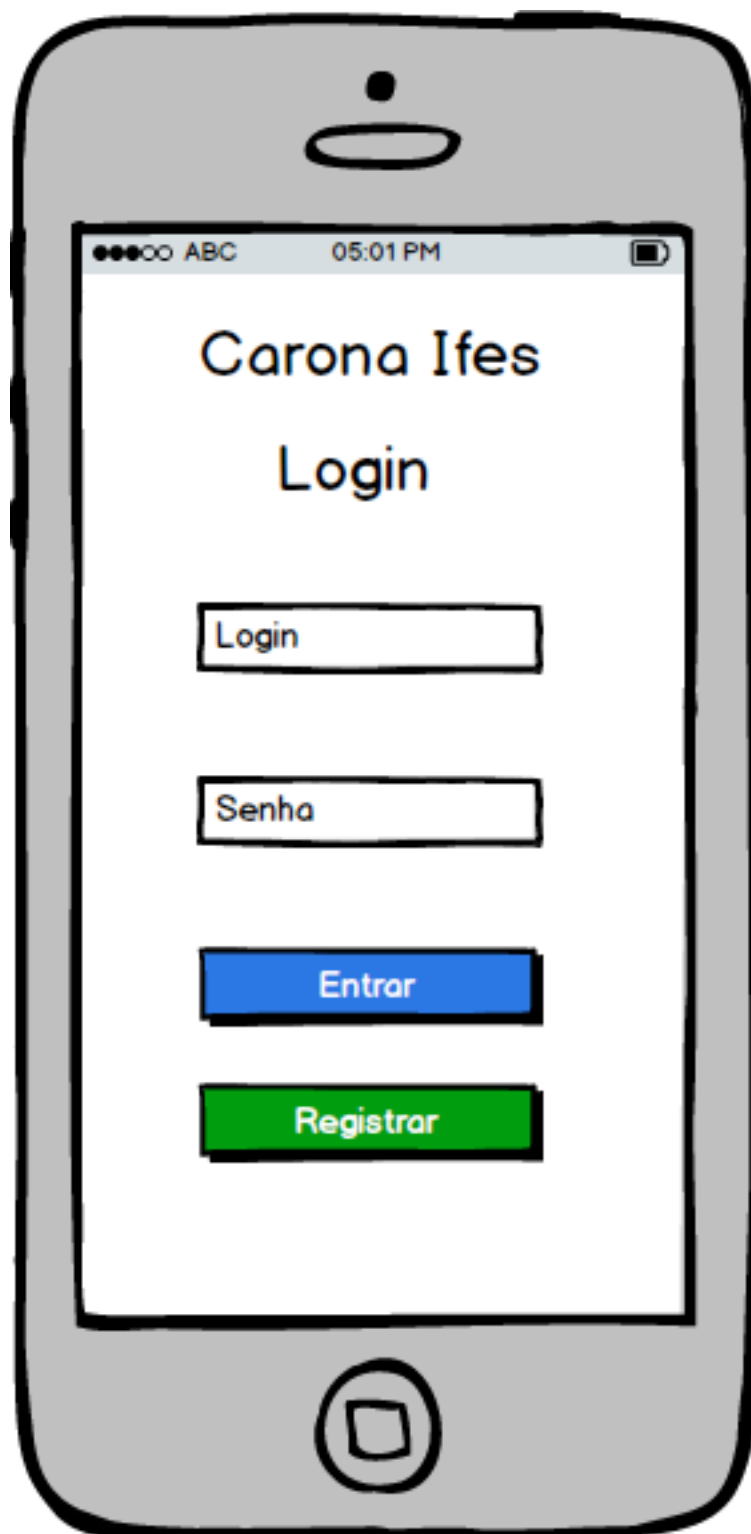 ABC 05:01 PM
Carona Ifes
Login
Login
Senha
Entrar
Registrar